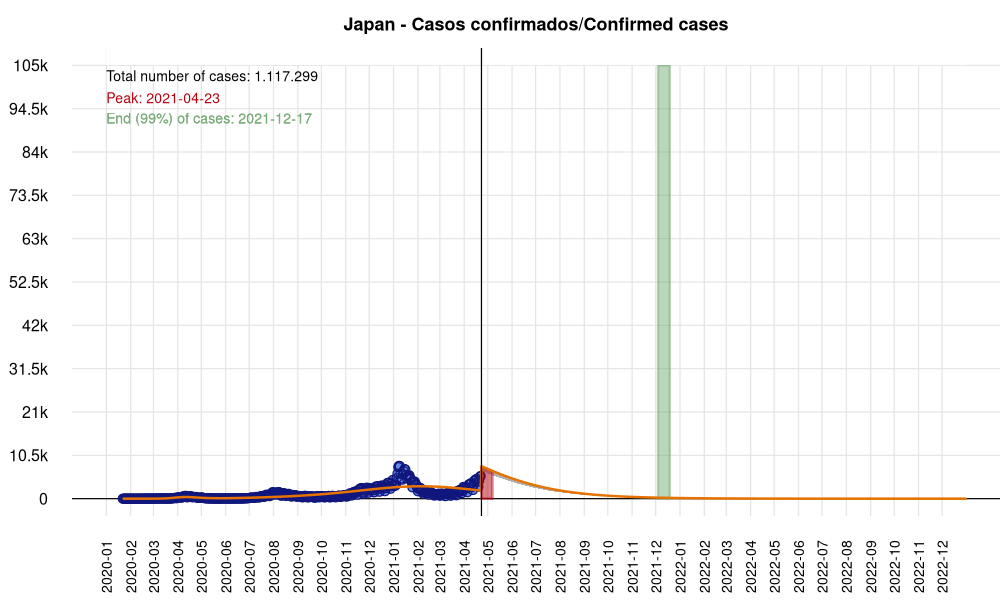 Japan - Casos confirmados/Confirmed cases
105k
94.5k
84k
73.5k
63k
52.5k
42k
31.5k
21k
10.5k
0
Total number of cases: 1.117.299
Peak: 2021-04-23
End (99%) of cases: 2021-12-17
2020-01
2020-02
2020-03
2020-04
2020-05
2020-06
2020-07
2020-08
2020-09
2020-10
2020-11
2020-12
2021-01
2021-02
2021-03
2021-04
2021-05
2021-06
2021-07
2021-08
2021-09
2021-10
2021-11
2021-12
2022-01
2022-02
2022-03
2022-04
2022-05
2022-06
2022-07
2022-08
2022-09
2022-10
2022-11
2022-12